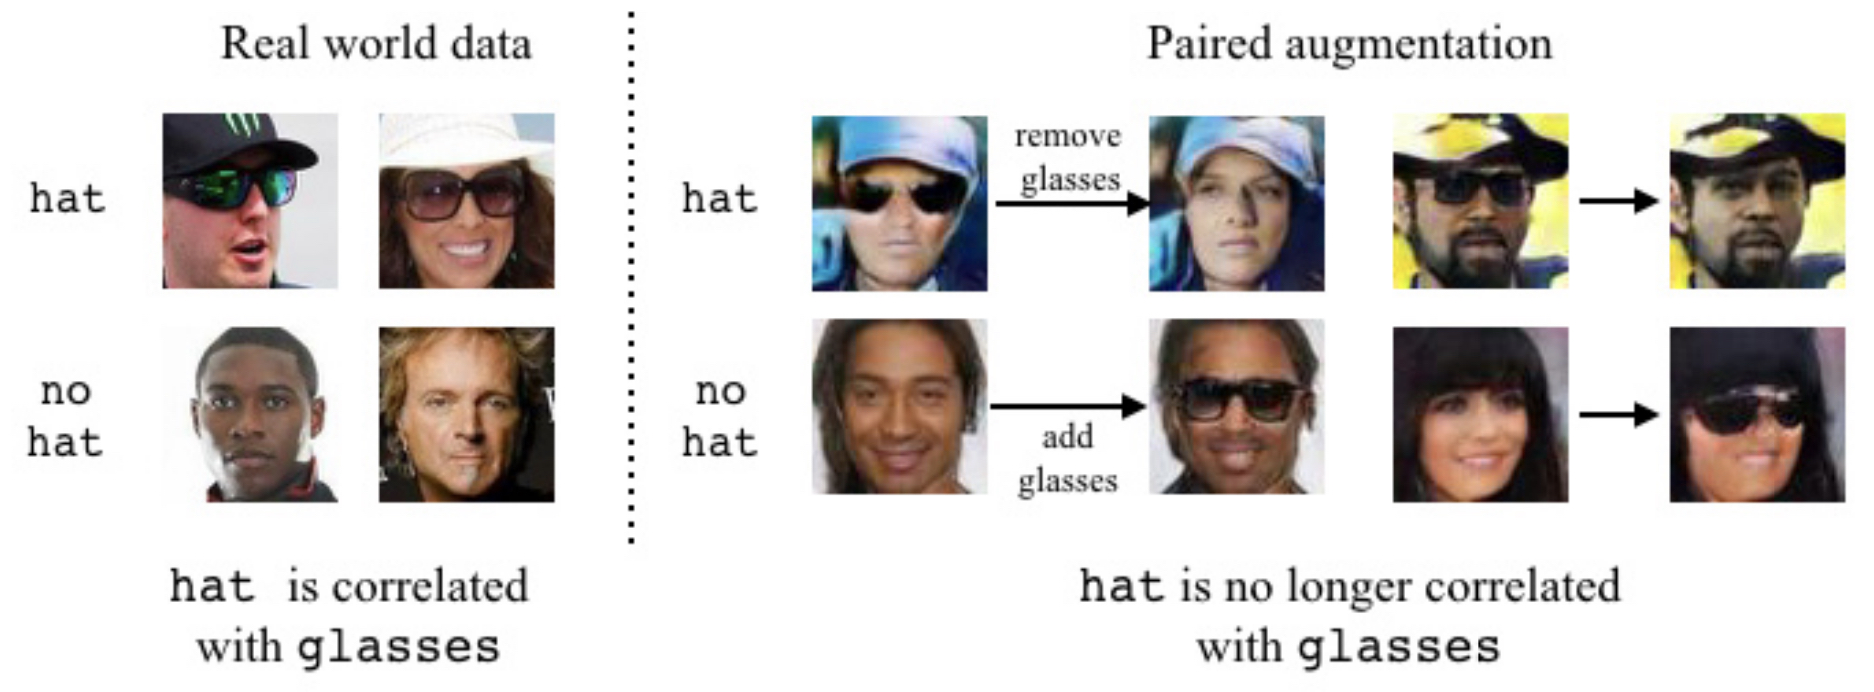 Real world data
hat
no
hat
hat is correlated
with glasses
Paired augmentation
hat
remove
glasses
no
hat
add
glasses
hat is no longer correlated
with glasses